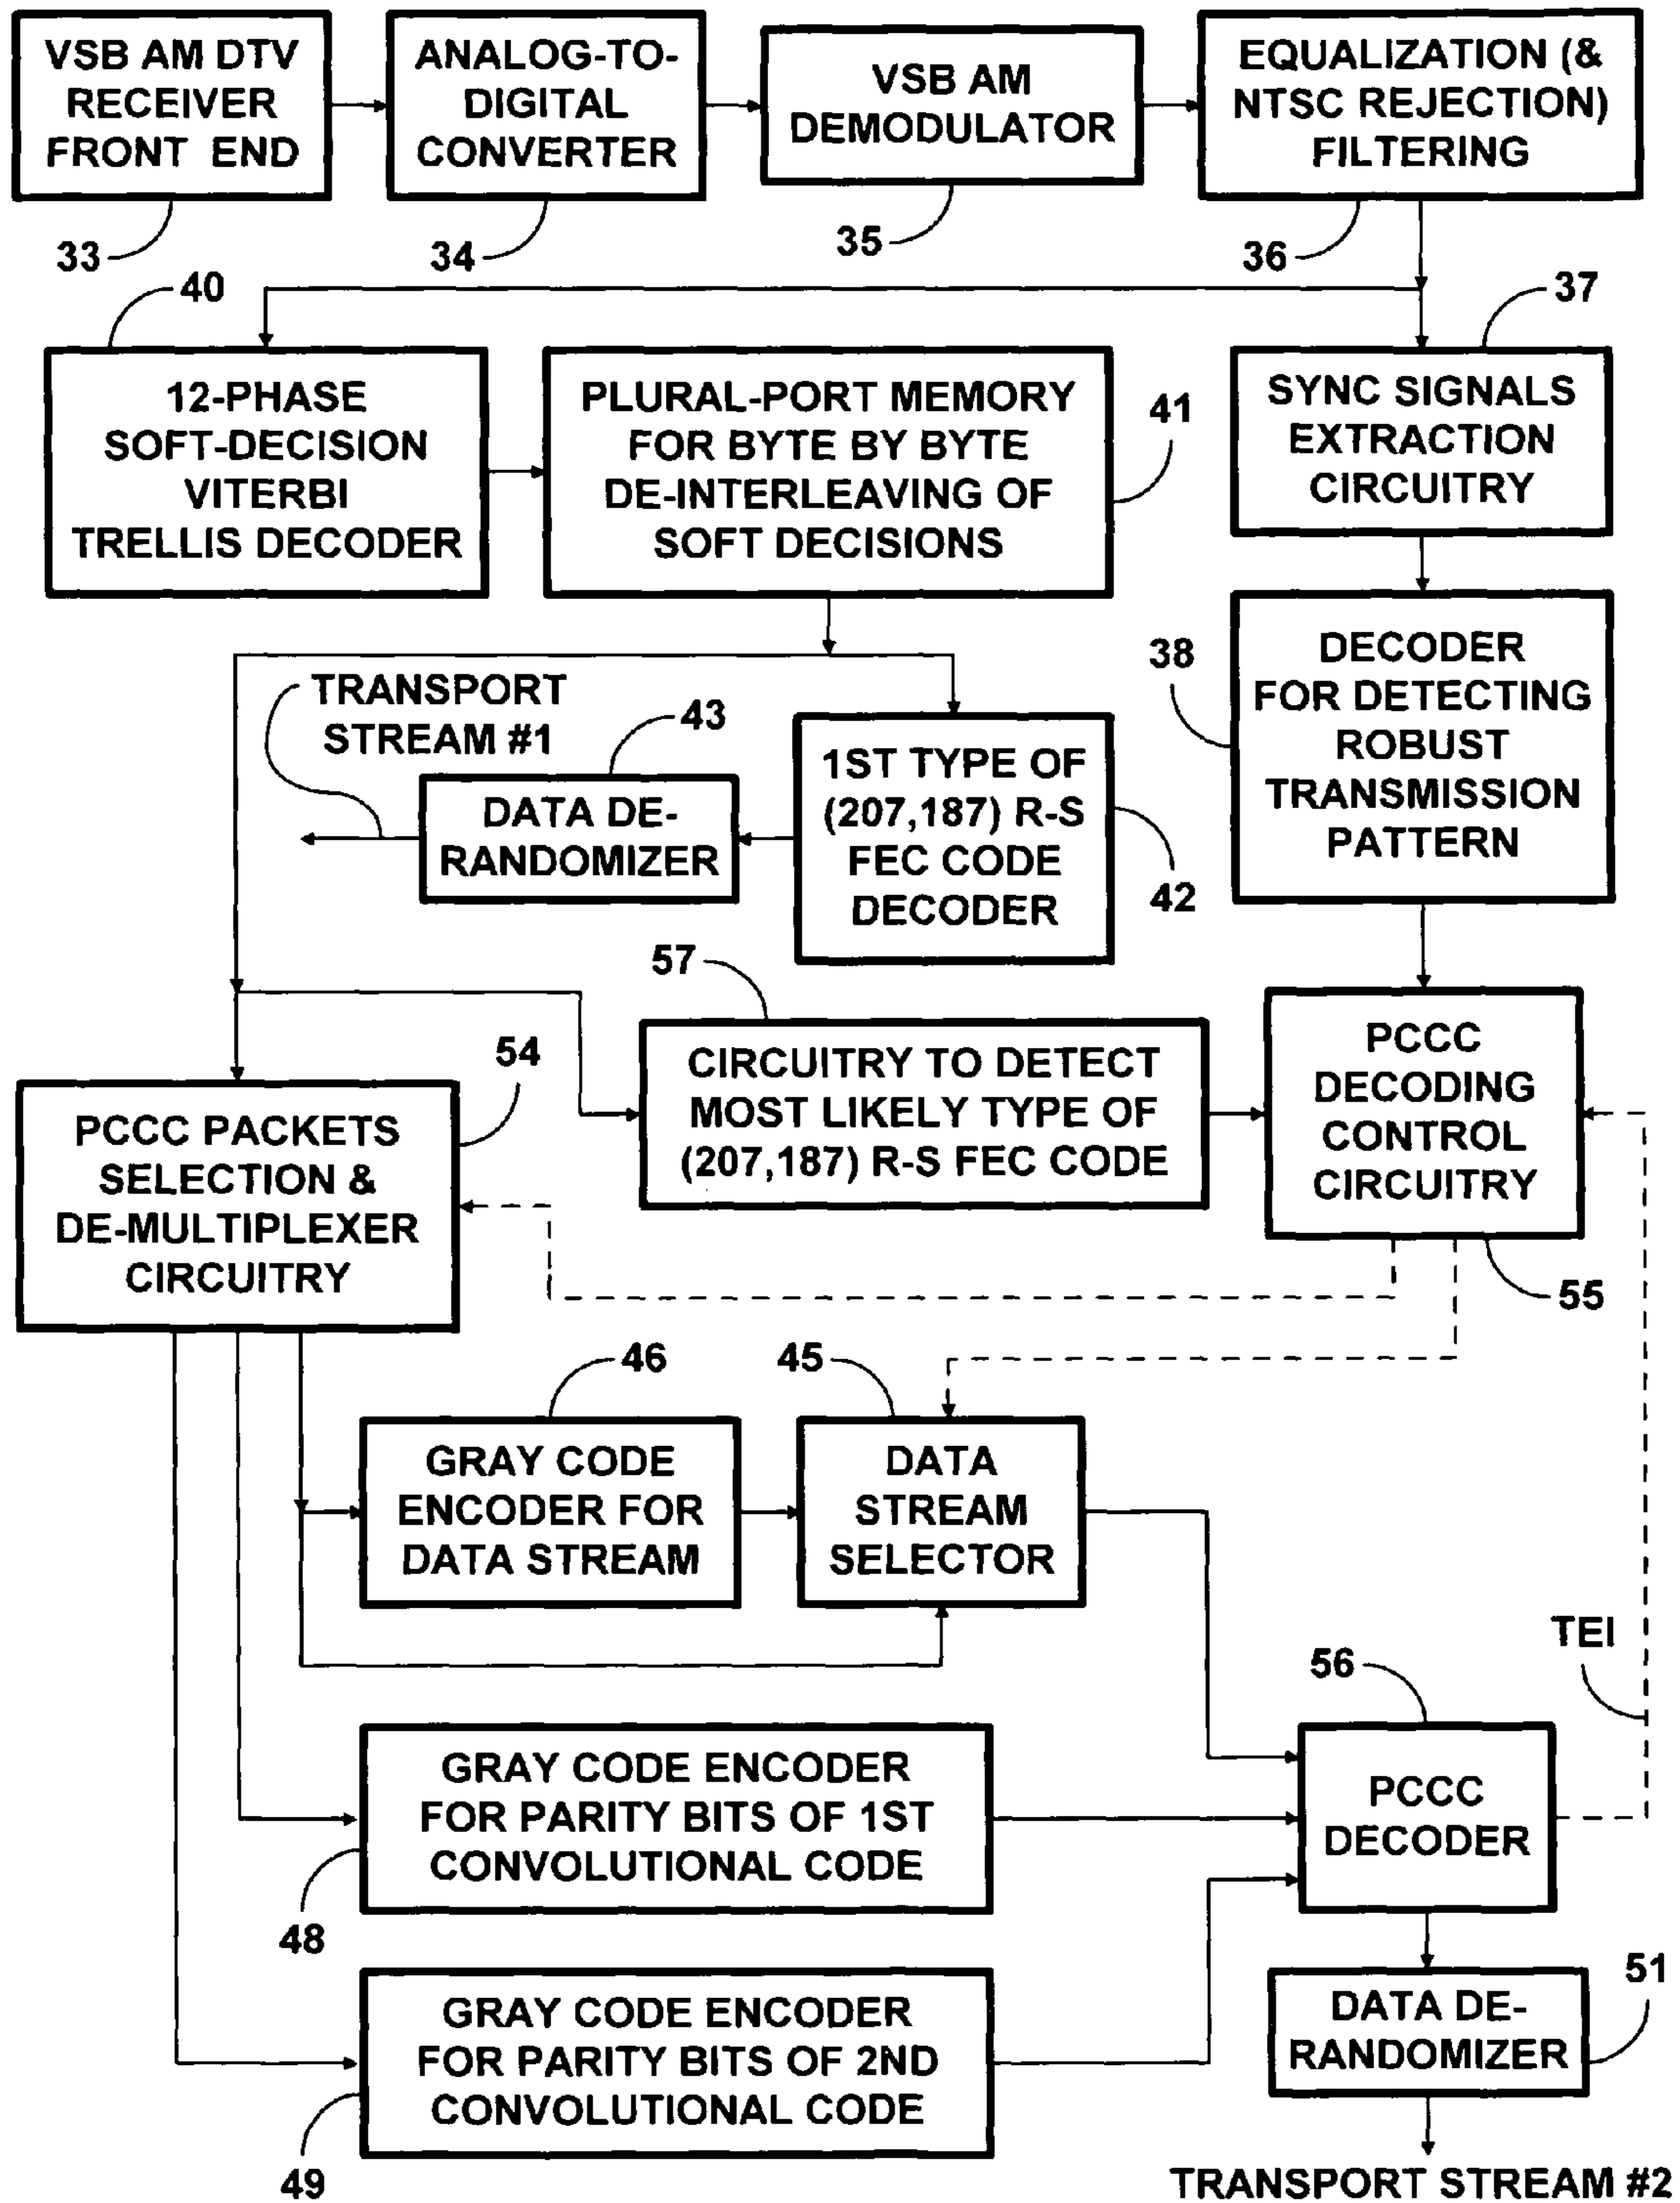 VSB AM DTV
RECEIVER
FRONT END
ANALOG-TO-
DIGITAL
CONVERTER
VSB AM
DEMODULATOR
EQUALIZATION (&
NTSC REJECTION)
FILTERING
33
34
35
36
40
37
12-PHASE
SOFT-DECISION
VITERBI
TRELLIS DECODER
PLURAL-PORT MEMORY
FOR BYTE BY BYTE
DE-INTERLEAVING OF
SOFT DECISIONS
41
SYNC SIGNALS
EXTRACTION
CIRCUITRY
38
DECODER
FOR DETECTING
ROBUST
TRANSMISSION
PATTERN
TRANSPORT
STREAM #1
43
DATA DE-
RANDOMIZER
1ST TYPE OF
(207,187) R-S
FEC CODE
DECODER
42
57
54
CIRCUITRY TO DETECT
MOST LIKELY TYPE OF
(207,187) R-S FEC CODE
PCCC
DECODING
CONTROL
CIRCUITRY
PCCC PACKETS
SELECTION &
DE-MULTIPLEXER
CIRCUITRY
55
46
45
GRAY CODE
ENCODER FOR
DATA STREAM
DATA
STREAM
SELECTOR
TEI
56
GRAY CODE ENCODER
FOR PARITY BITS OF 1ST
CONVOLUTIONAL CODE
PCCC
DECODER
48
51
GRAY CODE ENCODER
FOR PARITY BITS OF 2ND
CONVOLUTIONAL CODE
DATA DE-
RANDOMIZER
49
TRANSPORT STREAM #2